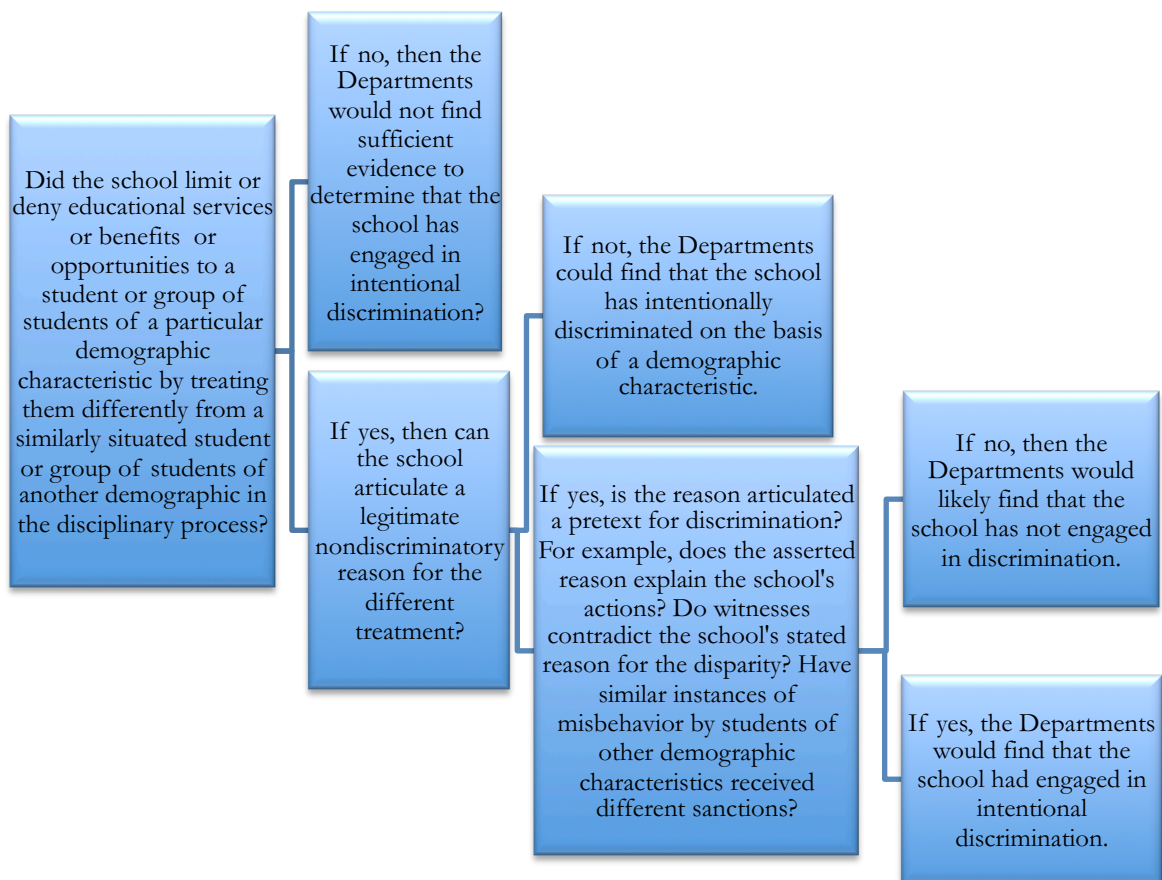 Did the school limit or
deny educational services
or benefits or
opportunities to a
student or group of
students of a particular
demographic
characteristic by treating
them differently from a
similarly situated student
or group of students of
another demographic in
the disciplinary process?
If no, then the
Departments
would not find
sufficient
evidence to
determine that the
school has
engaged in
intentional
discrimination?
If yes, then can
the school
articulate a
legitimate
nondiscriminatory
reason for the
different
treatment?
If not, the Departments
could find that the school
has intentionally
discriminated on the basis
of a demographic
characteristic.
If yes, is the reason articulated
a pretext for discrimination?
For example, does the asserted
reason explain the school's
actions? Do witnesses
contradict the school's stated
reason for the disparity? Have
similar instances of
misbehavior by students of
other demographic
characteristics received
different sanctions?
If no, then the
Departments would
likely find that the
school has not engaged
in discrimination.
If yes, the Departments
would find that the
school had engaged in
intentional
discrimination.